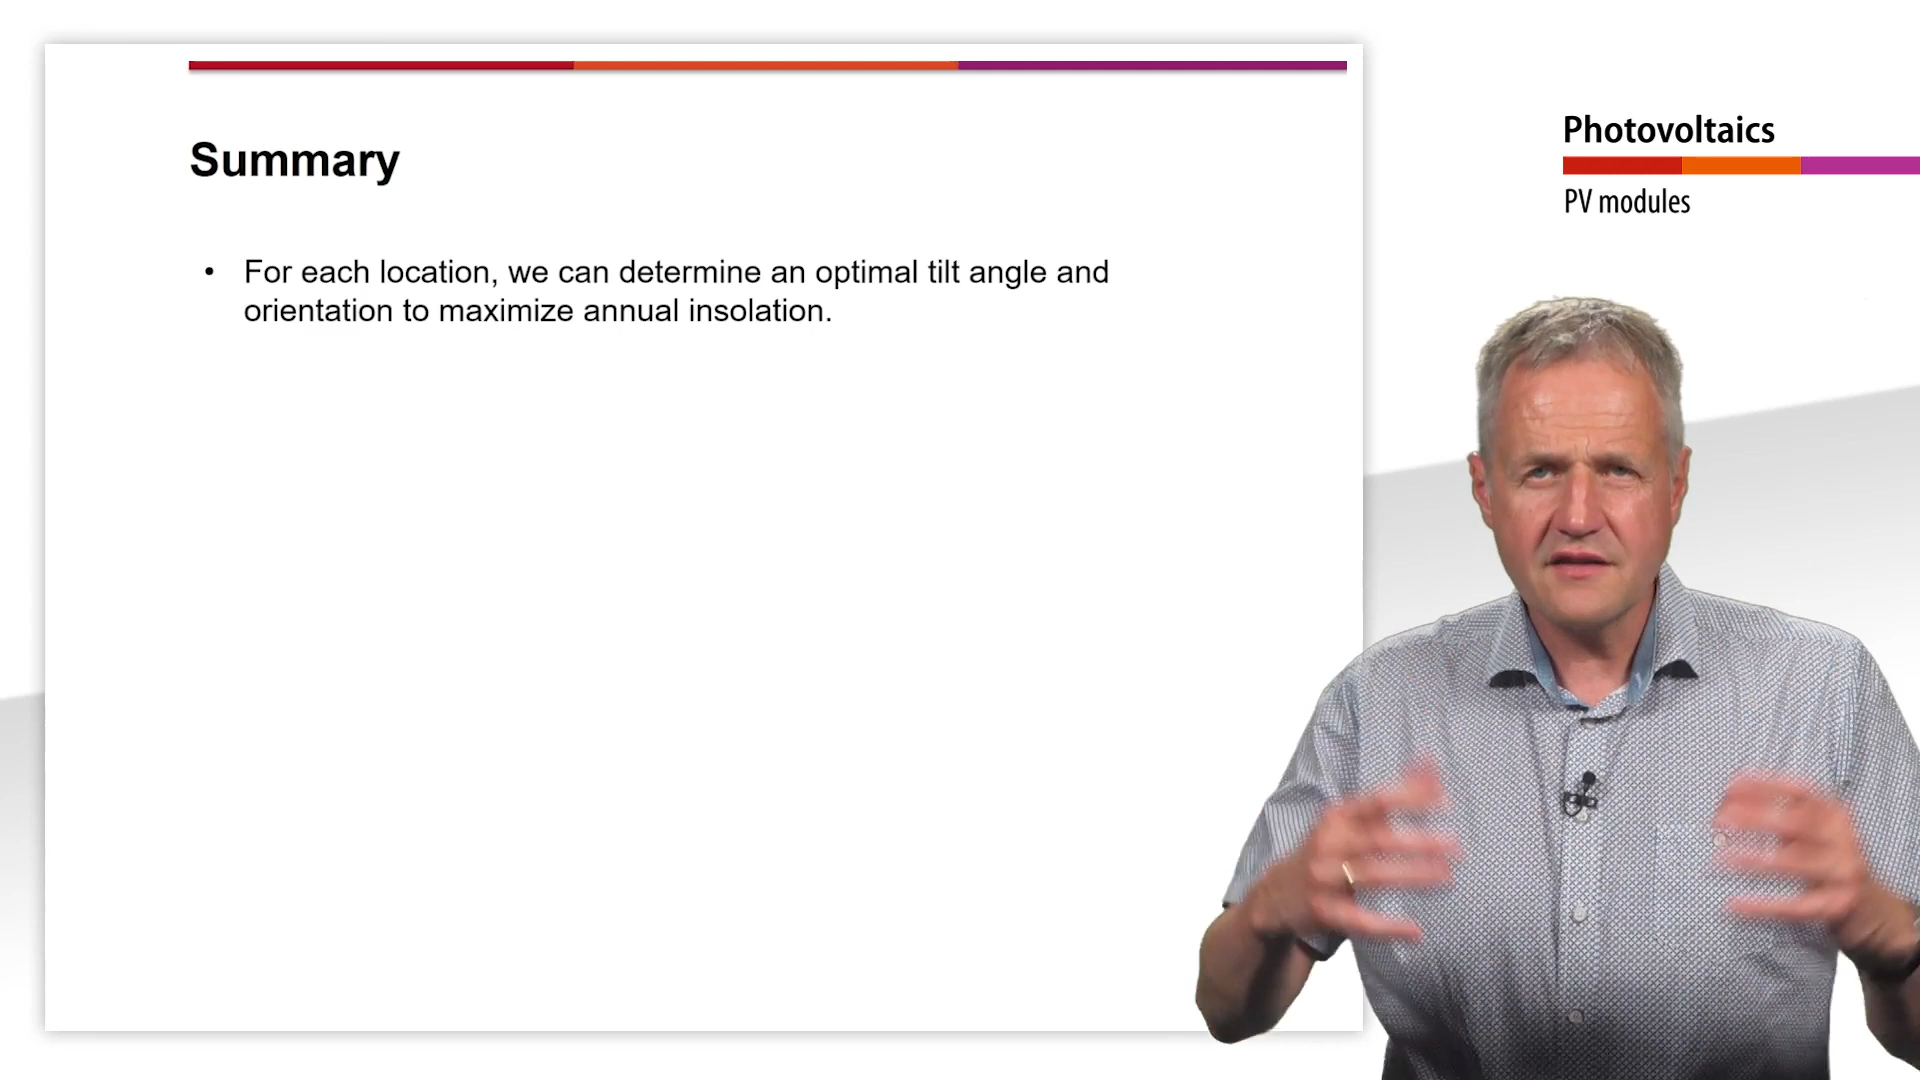 Summary
• For each location, we can determine an optimal tilt angle and
orientation to maximize annual insolation.
Photovoltaics
PV modules